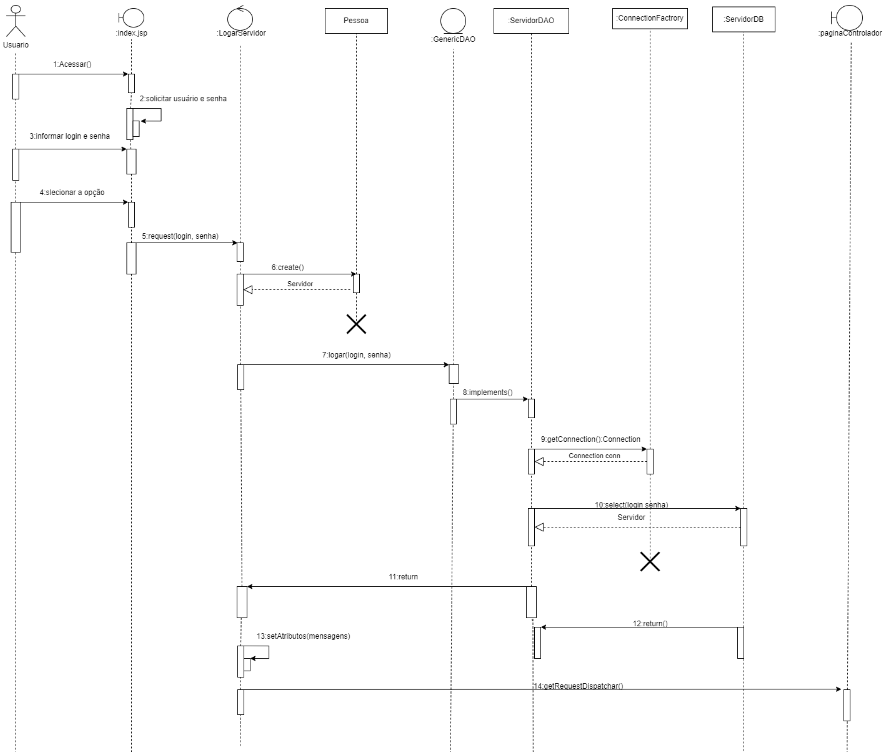 Usuario
:index.jsp
:LogarServidor
Pessoa
:GenericDAO
:ServidorDAO
:ConnectionFactrory
:ServidorDB
:paginaControlador
1:Acessar()
2:solicitar usuário e senha
3:informar login e senha
4:slecionar a opção
5:request(login, senha)
6:create()
Servidor
7:logar(login, senha)
8:implements()
9:getConnection():Connection
Connection conn
10:select(login senha)
Servidor
11:return
12:return()
13:setAtributos(mensagens)
14:getRequestDispatchar()